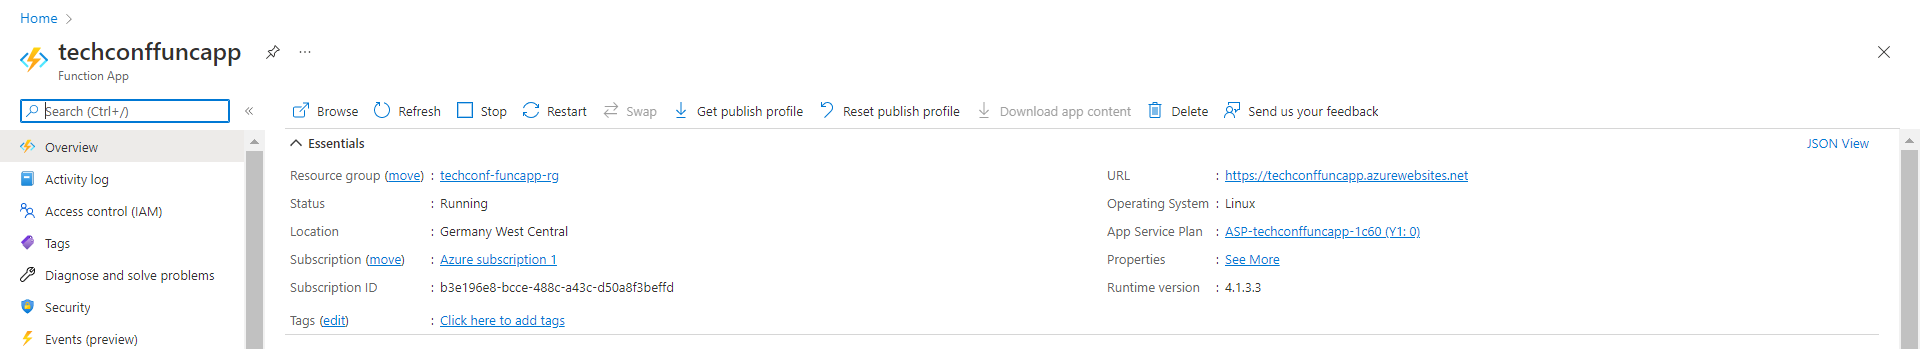 Home
techconffuncapp
Function App
Search (Ctrl+/)
Browse Refresh Stop Restart Swap Get publish profile Reset publish profile Download app content Delete Send us your feedback
Overview
Activity log
Access control (IAM)
Tags
Diagnose and solve problems
Security
Events (preview)
Essentials
JSON View
Resource group (move) : techconf-funcapp-rg
Status : Running
Location : Germany West Central
Subscription (move) : Azure subscription 1
Subscription ID : b3e196e8-bcce-488c-a43c-d50a8f3beffd
Tags (edit) : Click here to add tags
URL : https://techconffuncapp.azurewebsites.net
Operating System : Linux
App Service Plan : ASP-techconffuncapp-1c60 (Y1: 0)
Properties : See More
Runtime version : 4.1.3.3